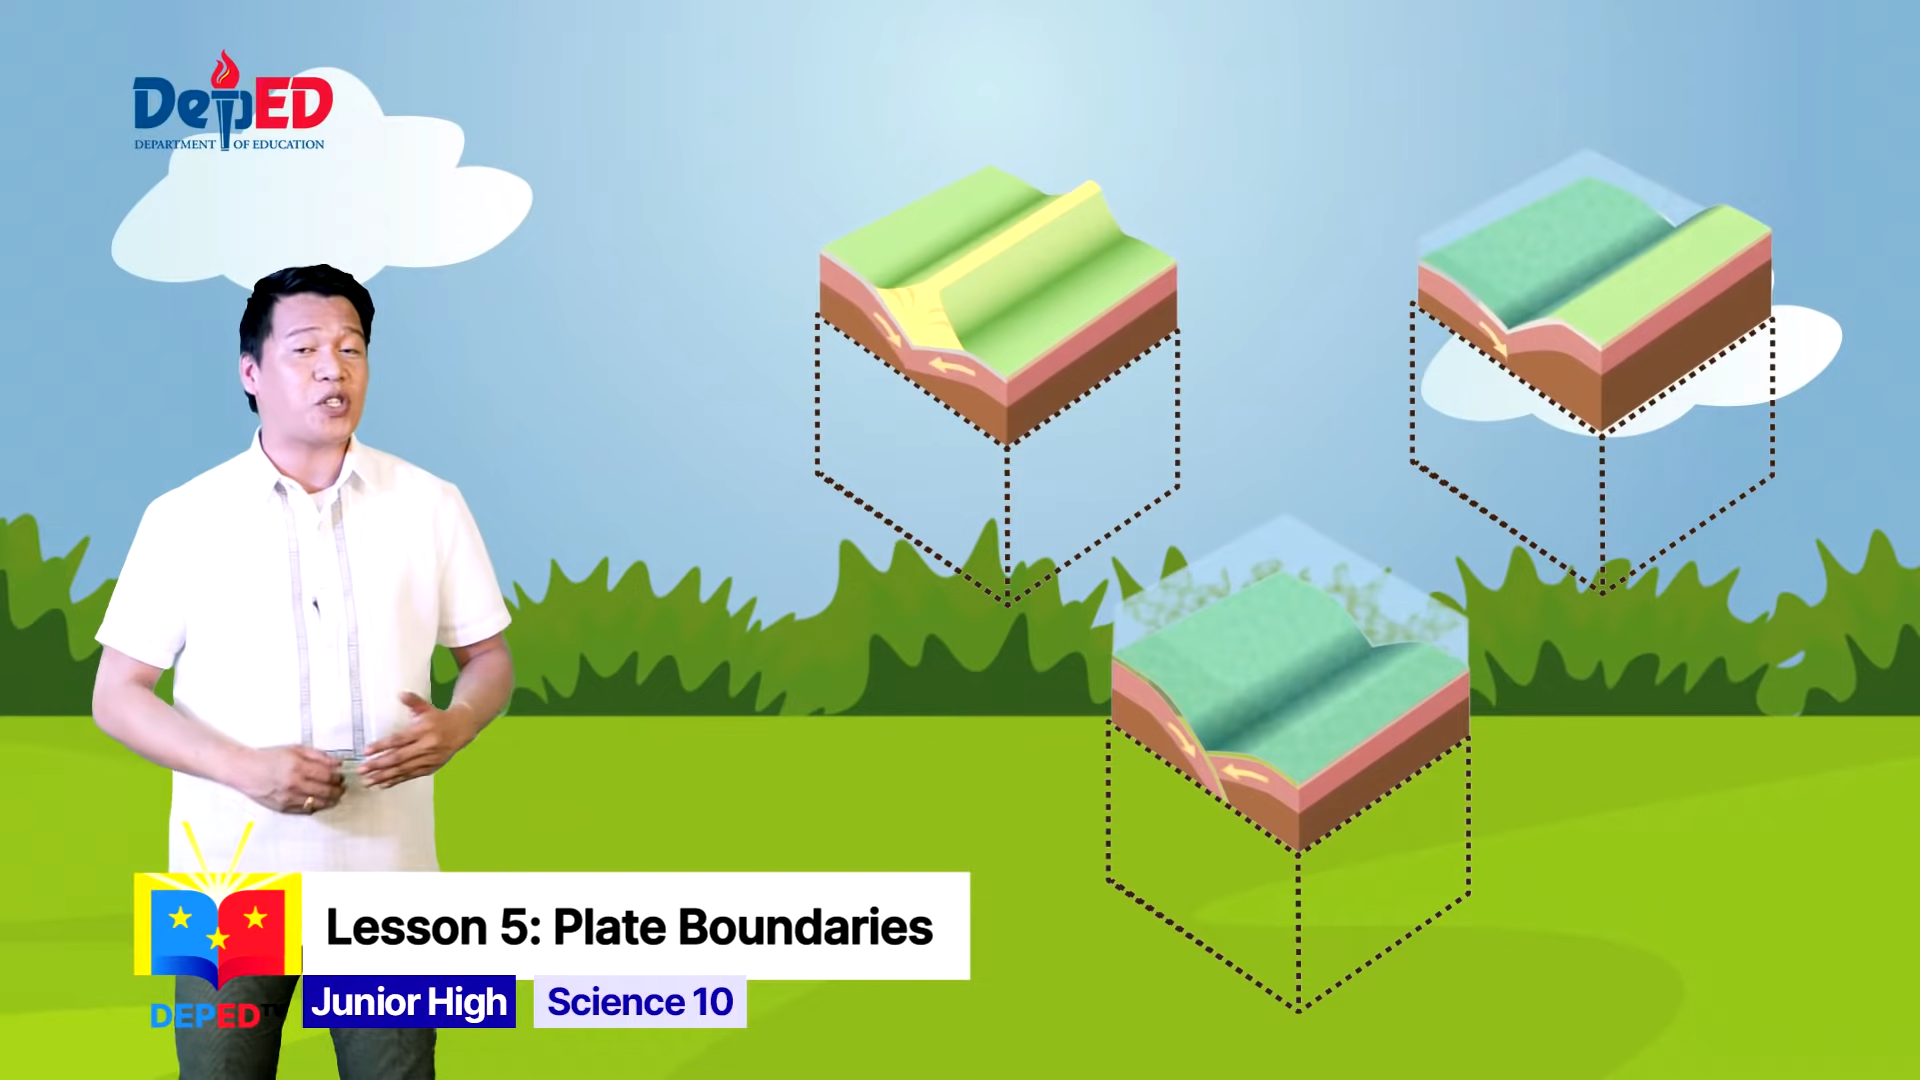 DepED
DEPARTMENT OF EDUCATION
Lesson 5: Plate Boundaries
Junior High
Science 10
DEPED TV